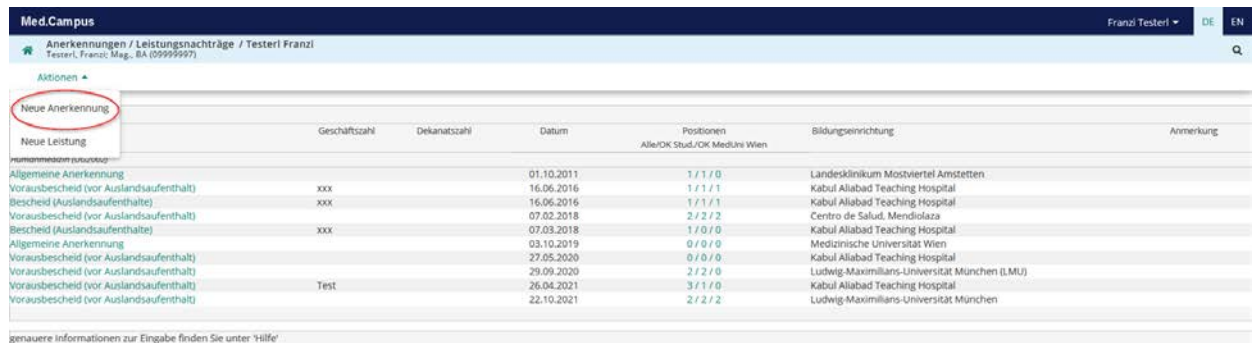 Med.Campus Franzi Testerl DE EN
Anerkennungen / Leistungsnachträge / Testerl Franzi
Testerl, Franzi; Mag., BA (09999997)
Aktionen
Neue Anerkennung
Neue Leistung
Geschäftszahl Dekanatszahl Datum Positionen Bildungseinrichtung Anmerkung
Alle/OK Stud./OK MedUni Wien
Humanmedizin (UG2002)
Allgemeine Anerkennung 01.10.2011 1 / 1 / 0 Landesklinikum Mostviertel Amstetten
Vorausbescheid (vor Auslandsaufenthalt) xxx 16.06.2016 1 / 1 / 1 Kabul Aliabad Teaching Hospital
Bescheid (Auslandsaufenthalte) xxx 16.06.2016 1 / 1 / 1 Kabul Aliabad Teaching Hospital
Vorausbescheid (vor Auslandsaufenthalt) 07.02.2018 2 / 2 / 2 Centro de Salud, Mendiolaza
Bescheid (Auslandsaufenthalte) xxx 07.03.2018 1 / 0 / 0 Kabul Aliabad Teaching Hospital
Allgemeine Anerkennung 03.10.2019 0 / 0 / 0 Medizinische Universität Wien
Vorausbescheid (vor Auslandsaufenthalt) 27.05.2020 0 / 0 / 0 Kabul Aliabad Teaching Hospital
Vorausbescheid (vor Auslandsaufenthalt) 29.09.2020 2 / 2 / 0 Ludwig-Maximilians-Universität München (LMU)
Vorausbescheid (vor Auslandsaufenthalt) Test 26.04.2021 3 / 1 / 0 Kabul Aliabad Teaching Hospital
Vorausbescheid (vor Auslandsaufenthalt) 22.10.2021 2 / 2 / 2 Ludwig-Maximilians-Universität München
genauere Informationen zur Eingabe finden Sie unter 'Hilfe'